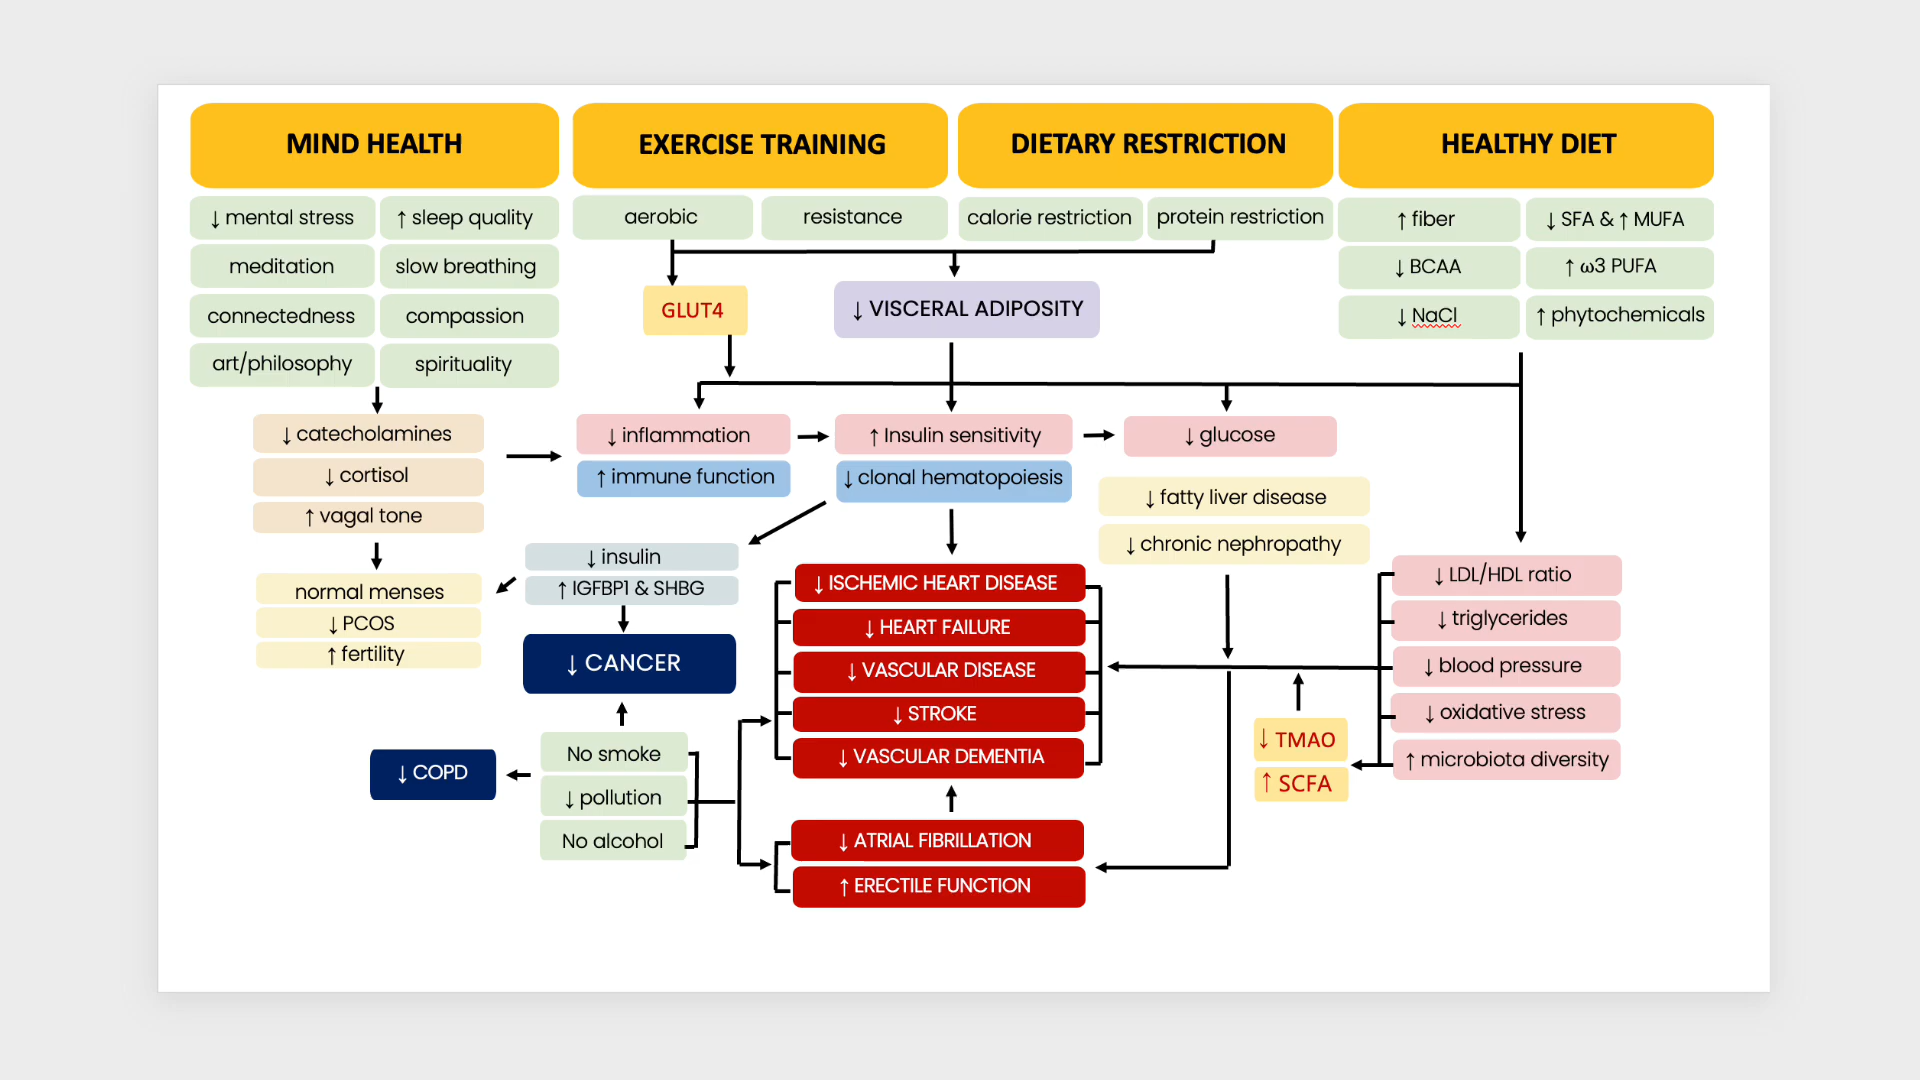 MIND HEALTH
EXERCISE TRAINING
DIETARY RESTRICTION
HEALTHY DIET
↓ mental stress
↑ sleep quality
meditation
slow breathing
connectedness
compassion
art/philosophy
spirituality
aerobic
resistance
calorie restriction
protein restriction
↑ fiber
↓ SFA & ↑ MUFA
↓ BCAA
↑ ω3 PUFA
↓ NaCl
↑ phytochemicals
GLUT4
↓ VISCERAL ADIPOSITY
↓ catecholamines
↓ cortisol
↑ vagal tone
↓ inflammation
↑ immune function
↑ Insulin sensitivity
↓ clonal hematopoiesis
↓ glucose
↓ fatty liver disease
↓ chronic nephropathy
↓ insulin
↑ IGFBP1 & SHBG
normal menses
↓ PCOS
↑ fertility
↓ CANCER
↓ ISCHEMIC HEART DISEASE
↓ HEART FAILURE
↓ VASCULAR DISEASE
↓ STROKE
↓ VASCULAR DEMENTIA
↓ LDL/HDL ratio
↓ triglycerides
↓ blood pressure
↓ oxidative stress
↑ microbiota diversity
↓ TMAO
↑ SCFA
No smoke
↓ pollution
No alcohol
↓ COPD
↓ ATRIAL FIBRILLATION
↑ ERECTILE FUNCTION